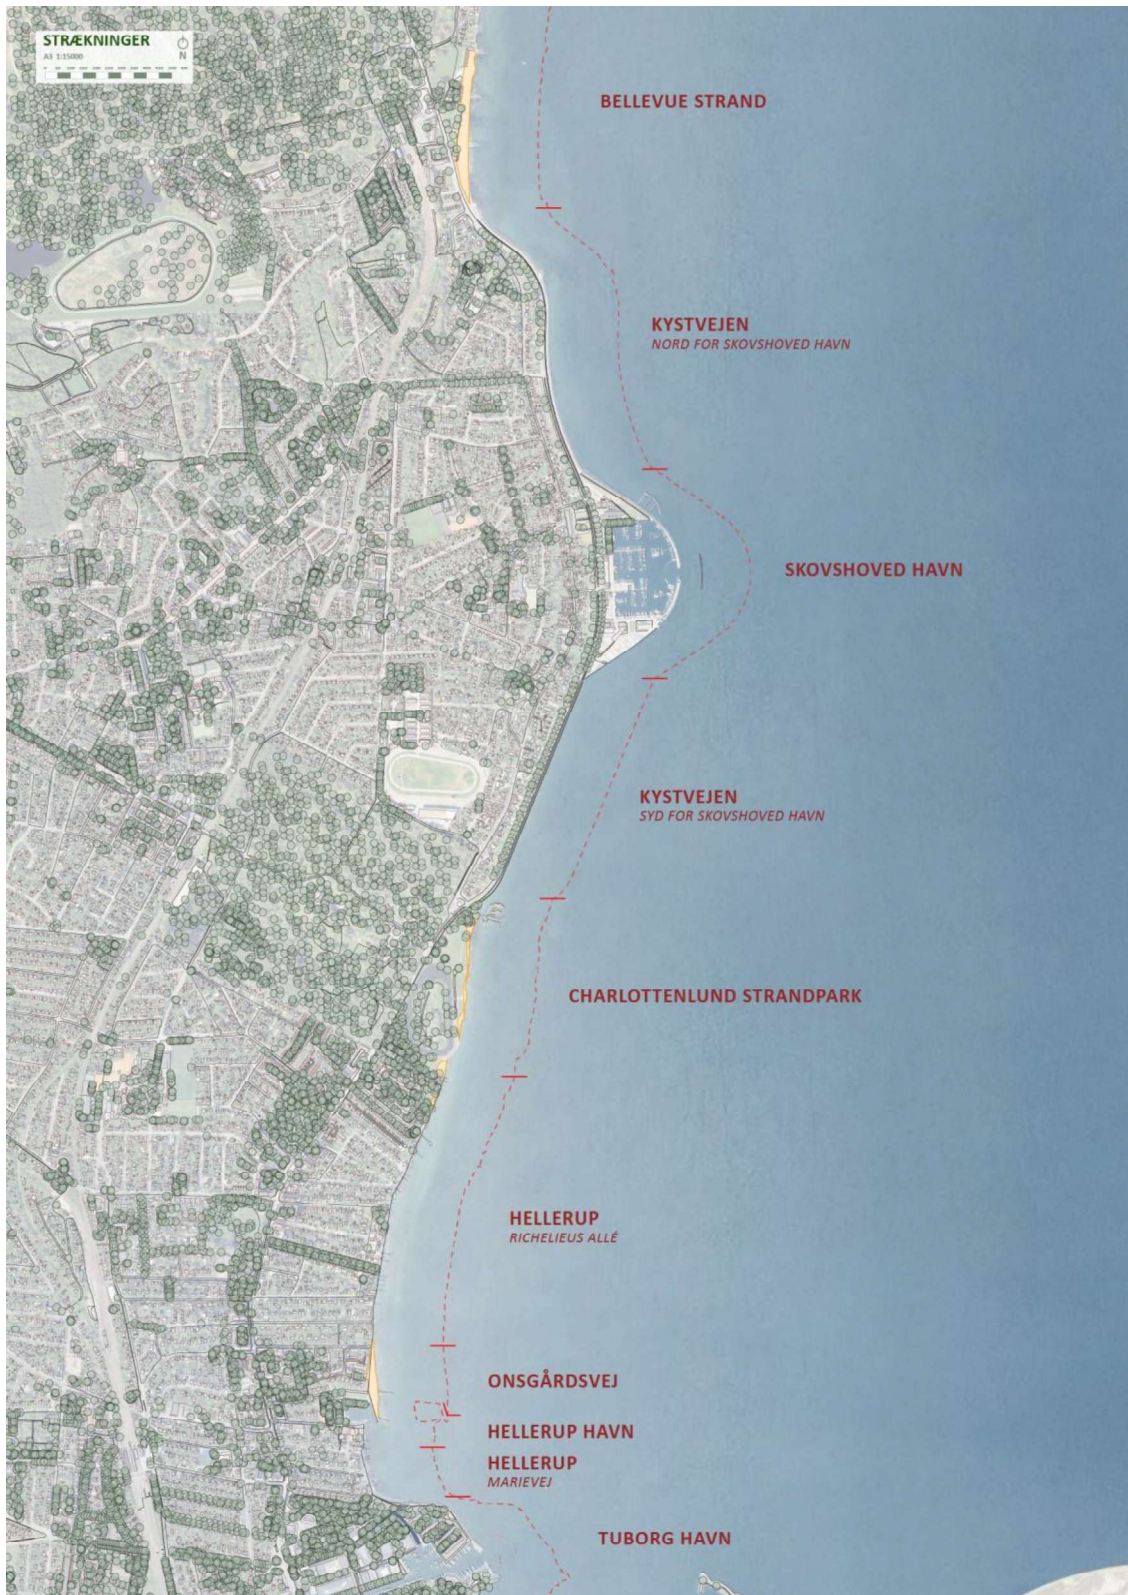 STRÆKNINGER
A3 1:15000
N
BELLEVUE STRAND
KYSTVEJEN
NORD FOR SKOVSHOVED HAVN
SKOVSHOVED HAVN
KYSTVEJEN
SYD FOR SKOVSHOVED HAVN
CHARLOTTENLUND STRANDPARK
HELLERUP
RICHELIEUS ALLÉ
ONSGÅRDSVEJ
HELLERUP HAVN
HELLERUP
MARIEVEJ
TUBORG HAVN